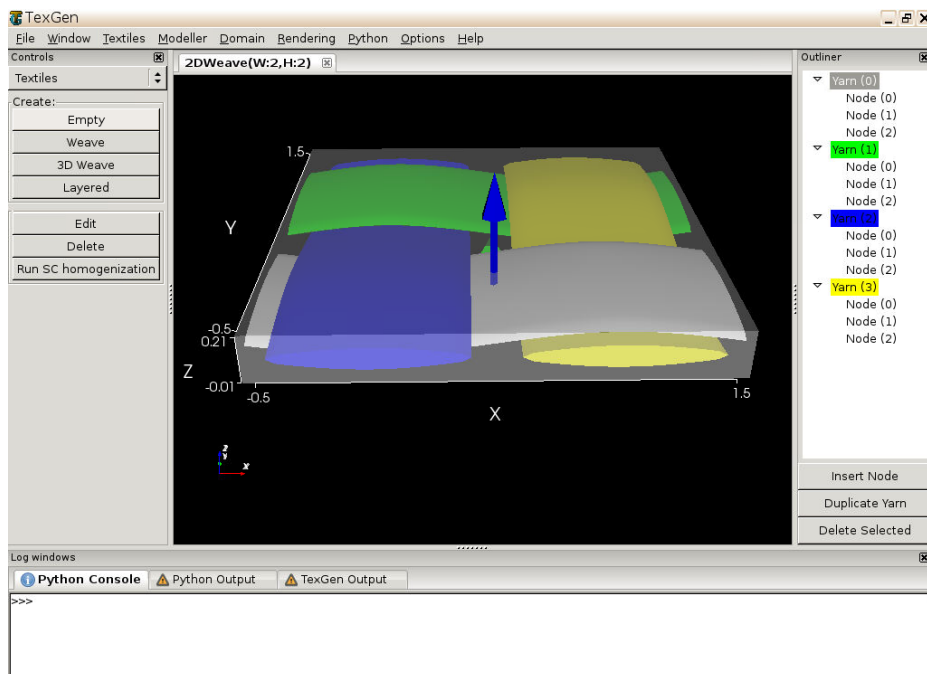 TexGen
File Window Textiles Modeller Domain Rendering Python Options Help
Controls
Textiles
Create:
Empty
Weave
3D Weave
Layered
Edit
Delete
Run SC homogenization
2DWeave(W:2,H:2)
1.5
Y
-0.5
0.21
Z
-0.01
-0.5
1.5
X
Z
Y
X
Outliner
Yarn (0)
Node (0)
Node (1)
Node (2)
Yarn (1)
Node (0)
Node (1)
Node (2)
Yarn (2)
Node (0)
Node (1)
Node (2)
Yarn (3)
Node (0)
Node (1)
Node (2)
Insert Node
Duplicate Yarn
Delete Selected
Log windows
Python Console Python Output TexGen Output
>>>